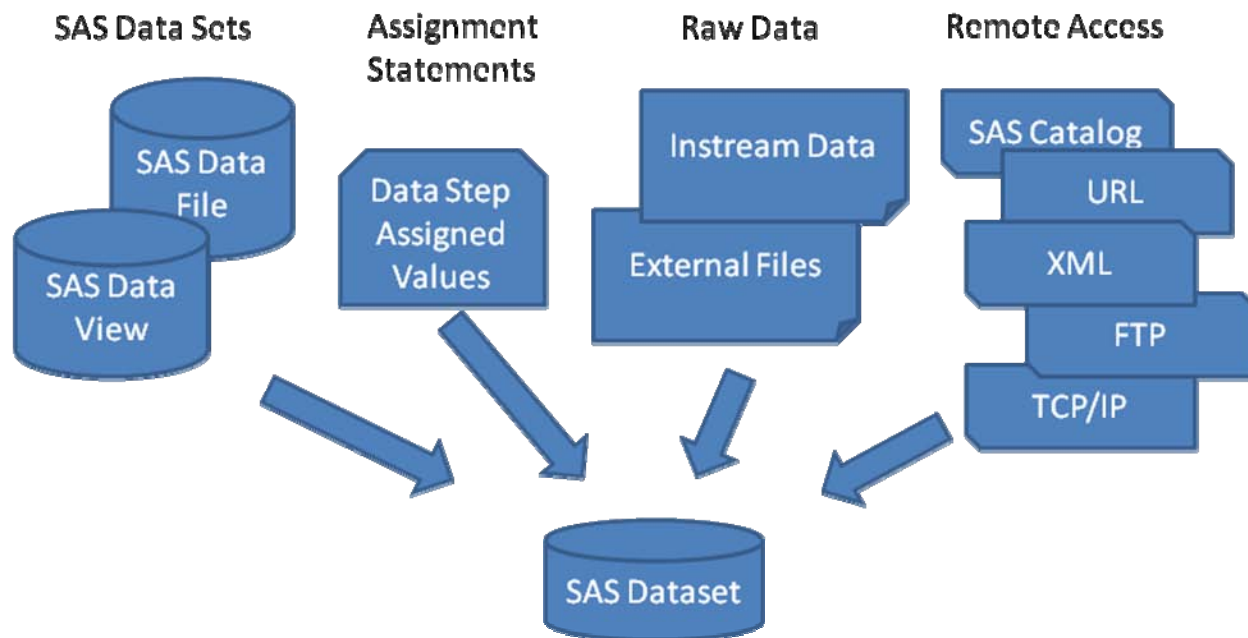 SAS Data Sets
Assignment
Statements
Raw Data
Remote Access
SAS Data
File
SAS Data
View
Data Step
Assigned
Values
Instream Data
External Files
SAS Catalog
URL
XML
FTP
TCP/IP
SAS Dataset